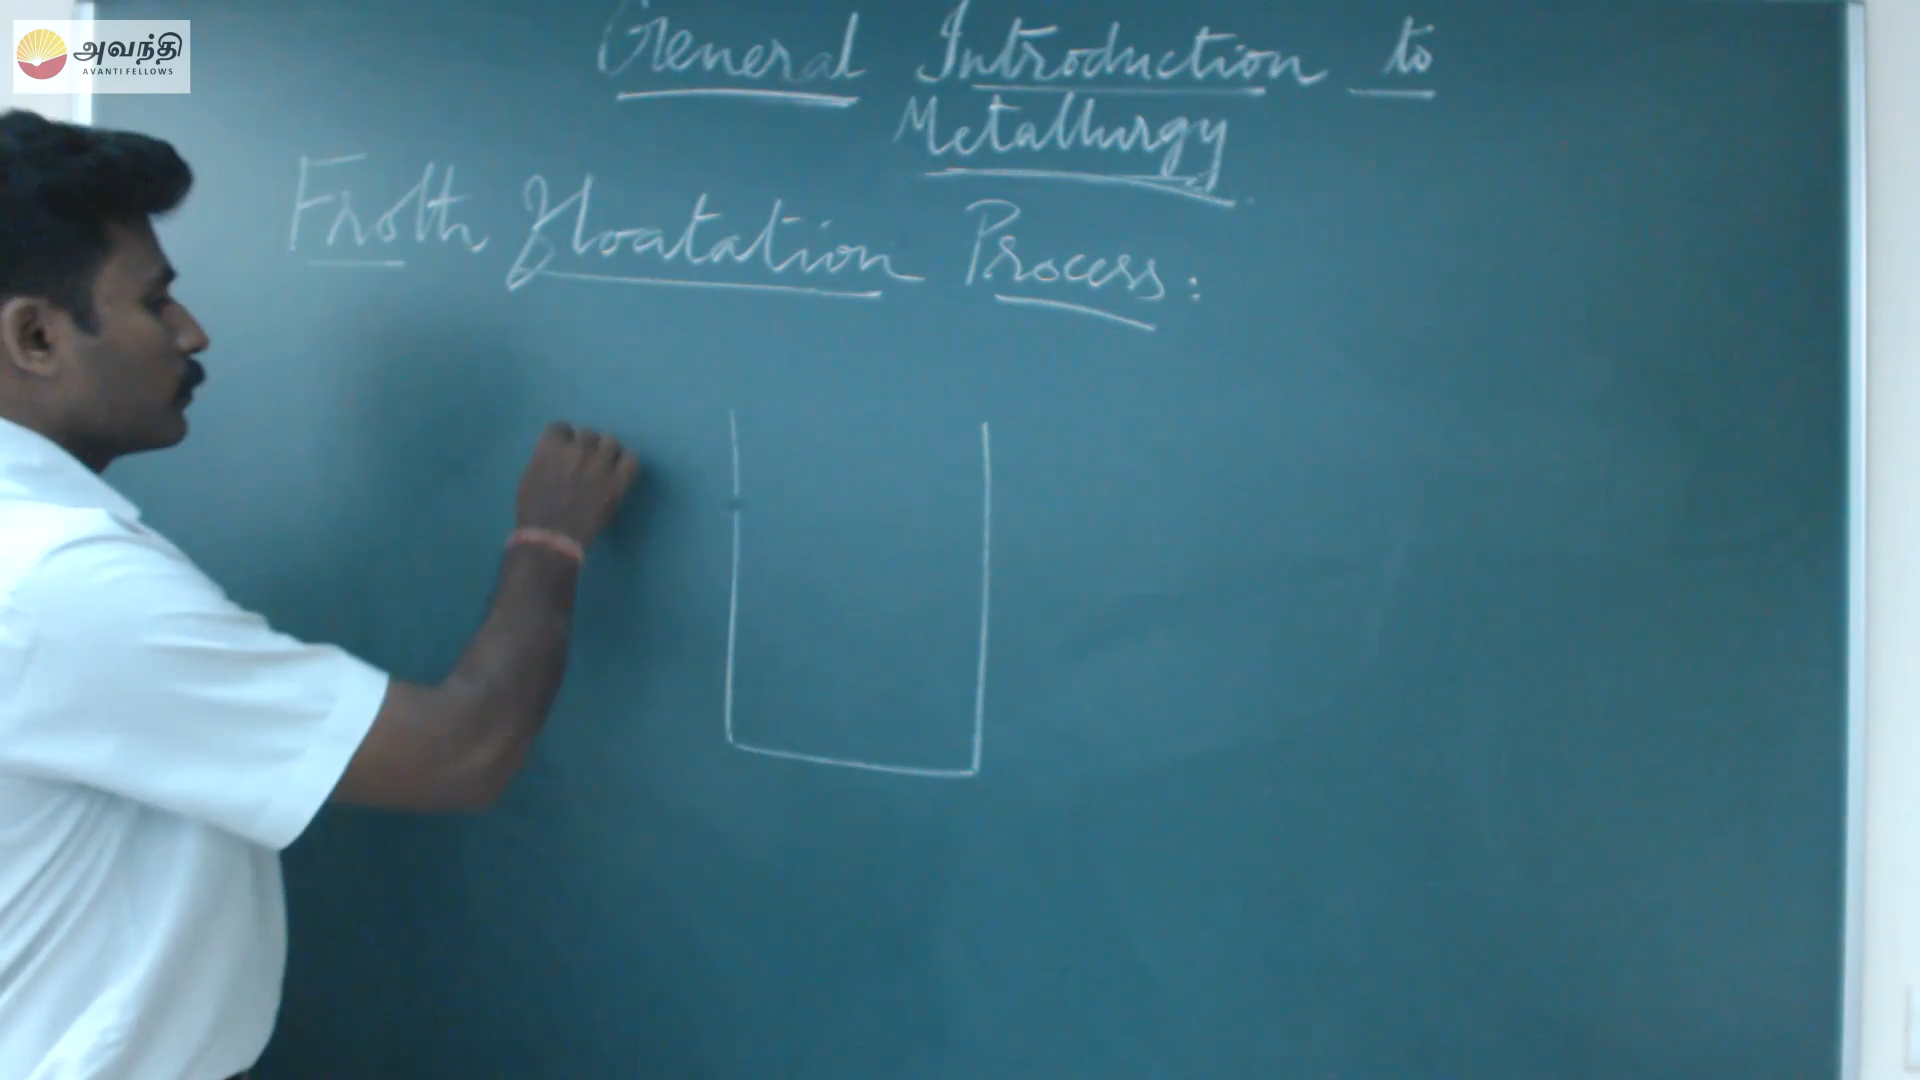 அவந்தி
AVANTI FELLOWS
General Introduction to
Metallurgy
Froth floatation Process: